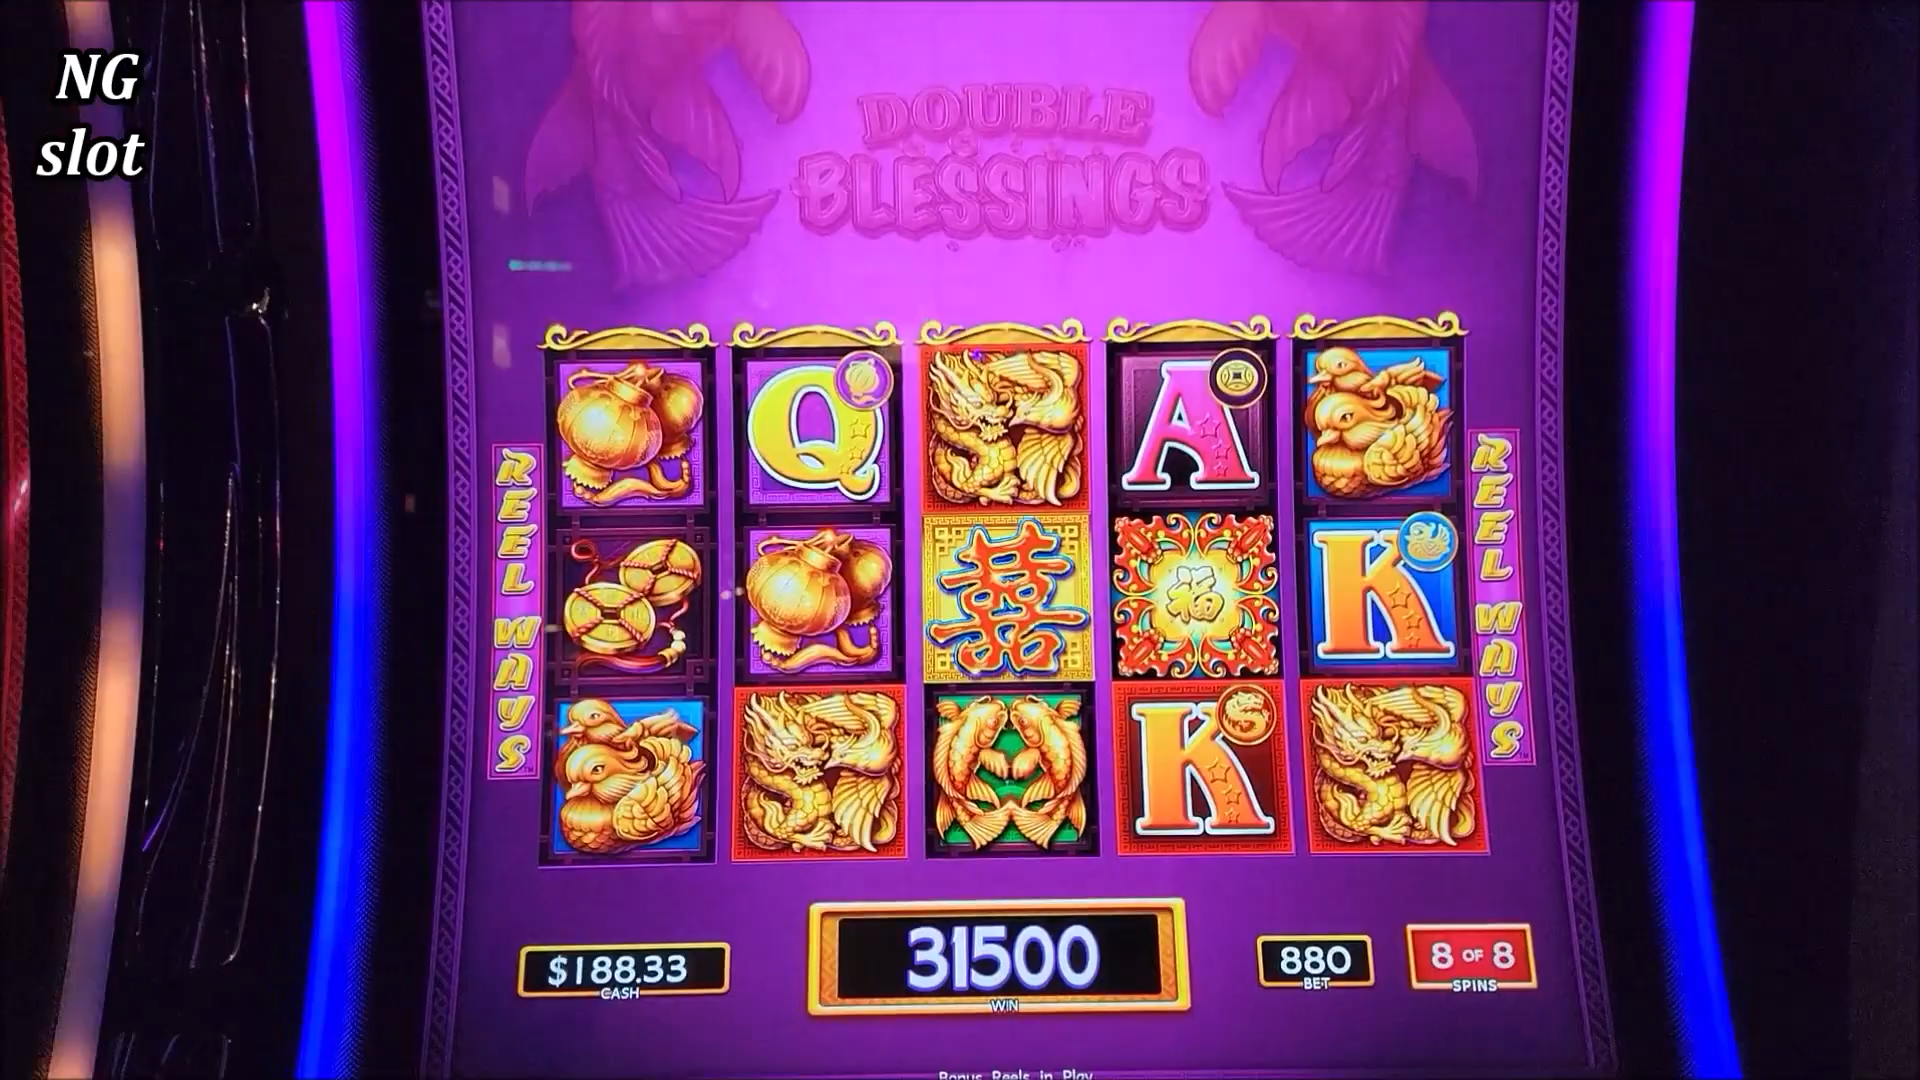 NG
slot
DOUBLE
BLESSINGS
REEL WAYS
REEL WAYS
Q
A
囍
福
K
K
$188.33
CASH
31500
WIN
880
BET
8 OF 8
SPINS
Bonus Reels in Play